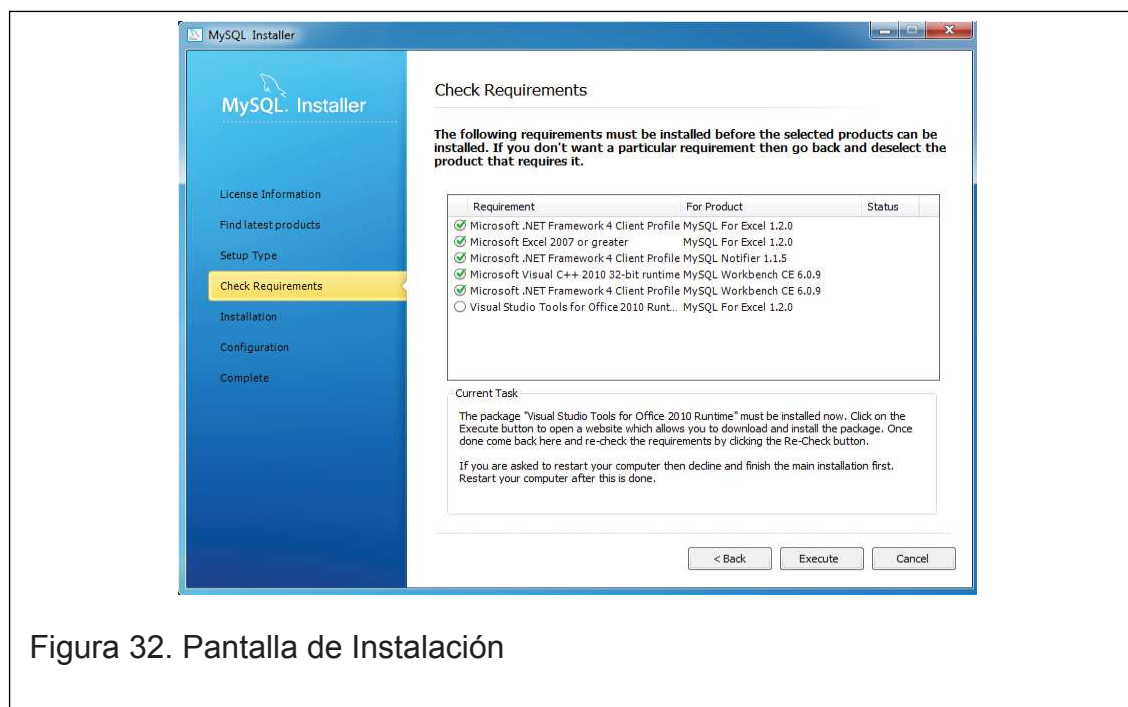 MySQL Installer
MySQL. Installer
License Information
Find latest products
Setup Type
Check Requirements
Installation
Configuration
Complete
Check Requirements
The following requirements must be installed before the selected products can be
installed. If you don't want a particular requirement then go back and deselect the
product that requires it.
Requirement For Product Status
Microsoft .NET Framework 4 Client Profile MySQL For Excel 1.2.0
Microsoft Excel 2007 or greater MySQL For Excel 1.2.0
Microsoft .NET Framework 4 Client Profile MySQL Notifier 1.1.5
Microsoft Visual C++ 2010 32-bit runtime MySQL Workbench CE 6.0.9
Microsoft .NET Framework 4 Client Profile MySQL Workbench CE 6.0.9
Visual Studio Tools for Office 2010 Runt... MySQL For Excel 1.2.0
Current Task
The package "Visual Studio Tools for Office 2010 Runtime" must be installed now. Click on the
Execute button to open a website which allows you to download and install the package. Once
done come back here and re-check the requirements by clicking the Re-Check button.
If you are asked to restart your computer then decline and finish the main installation first.
Restart your computer after this is done.
< Back Execute Cancel
Figura 32. Pantalla de Instalación